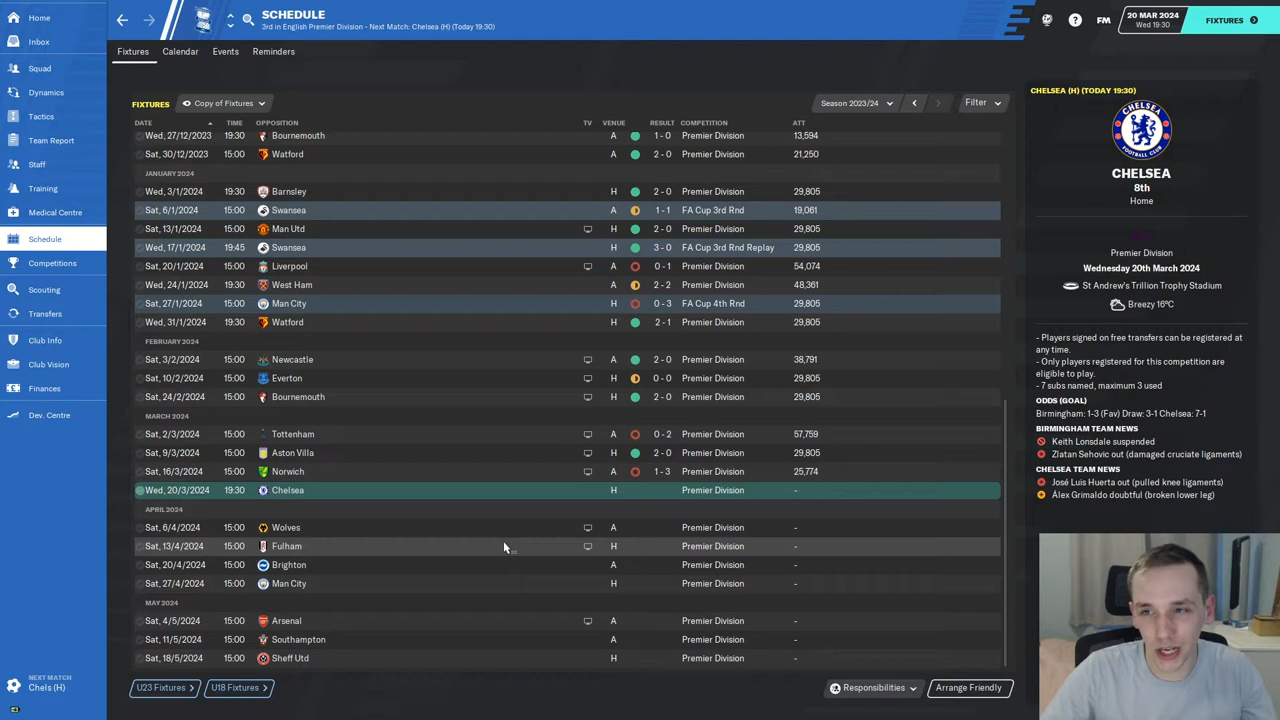 Home
Inbox
Squad
Dynamics
Tactics
Team Report
Staff
Training
Medical Centre
Schedule
Competitions
Scouting
Transfers
Club Info
Club Vision
Finances
Dev. Centre
NEXT MATCH
Chels (H)
SCHEDULE
3rd in English Premier Division - Next Match: Chelsea (H) (Today 19:30)
FM
20 MAR 2024
Wed 19:30
FIXTURES
Fixtures Calendar Events Reminders
FIXTURES Copy of Fixtures Season 2023/24 Filter
DATE TIME OPPOSITION TV VENUE RESULT COMPETITION ATT
Wed, 27/12/2023 19:30 Bournemouth A 1 - 0 Premier Division 13,594
Sat, 30/12/2023 15:00 Watford A 2 - 0 Premier Division 21,250
JANUARY 2024
Wed, 3/1/2024 19:30 Barnsley H 2 - 0 Premier Division 29,805
Sat, 6/1/2024 15:00 Swansea A 1 - 1 FA Cup 3rd Rnd 19,061
Sat, 13/1/2024 15:00 Man Utd H 2 - 0 Premier Division 29,805
Wed, 17/1/2024 19:45 Swansea H 3 - 0 FA Cup 3rd Rnd Replay 29,805
Sat, 20/1/2024 15:00 Liverpool A 0 - 1 Premier Division 54,074
Wed, 24/1/2024 19:30 West Ham A 2 - 2 Premier Division 48,361
Sat, 27/1/2024 15:00 Man City H 0 - 3 FA Cup 4th Rnd 29,805
Wed, 31/1/2024 19:30 Watford H 2 - 1 Premier Division 29,805
FEBRUARY 2024
Sat, 3/2/2024 15:00 Newcastle A 2 - 0 Premier Division 38,791
Sat, 10/2/2024 15:00 Everton H 0 - 0 Premier Division 29,805
Sat, 24/2/2024 15:00 Bournemouth H 2 - 0 Premier Division 29,805
MARCH 2024
Sat, 2/3/2024 15:00 Tottenham A 0 - 2 Premier Division 57,759
Sat, 9/3/2024 15:00 Aston Villa H 2 - 0 Premier Division 29,805
Sat, 16/3/2024 15:00 Norwich A 1 - 3 Premier Division 25,774
Wed, 20/3/2024 19:30 Chelsea H Premier Division -
APRIL 2024
Sat, 6/4/2024 15:00 Wolves A Premier Division -
Sat, 13/4/2024 15:00 Fulham H Premier Division -
Sat, 20/4/2024 15:00 Brighton A Premier Division -
Sat, 27/4/2024 15:00 Man City H Premier Division -
MAY 2024
Sat, 4/5/2024 15:00 Arsenal A Premier Division -
Sat, 11/5/2024 15:00 Southampton A Premier Division -
Sat, 18/5/2024 15:00 Sheff Utd H Premier Division -
U23 Fixtures U18 Fixtures Responsibilities Arrange Friendly
CHELSEA (H) (TODAY 19:30)
CHELSEA
8th
Home
Premier Division
Wednesday 20th March 2024
St Andrew's Trillion Trophy Stadium
Breezy 16°C
- Players signed on free transfers can be registered at
any time.
- Only players registered for this competition are
eligible to play.
- 7 subs named, maximum 3 used
ODDS (GOAL)
Birmingham: 1-3 (Fav) Draw: 3-1 Chelsea: 7-1
BIRMINGHAM TEAM NEWS
Keith Lonsdale suspended
Zlatan Sehovic out (damaged cruciate ligaments)
CHELSEA TEAM NEWS
José Luis Huerta out (pulled knee ligaments)
Álex Grimaldo doubtful (broken lower leg)